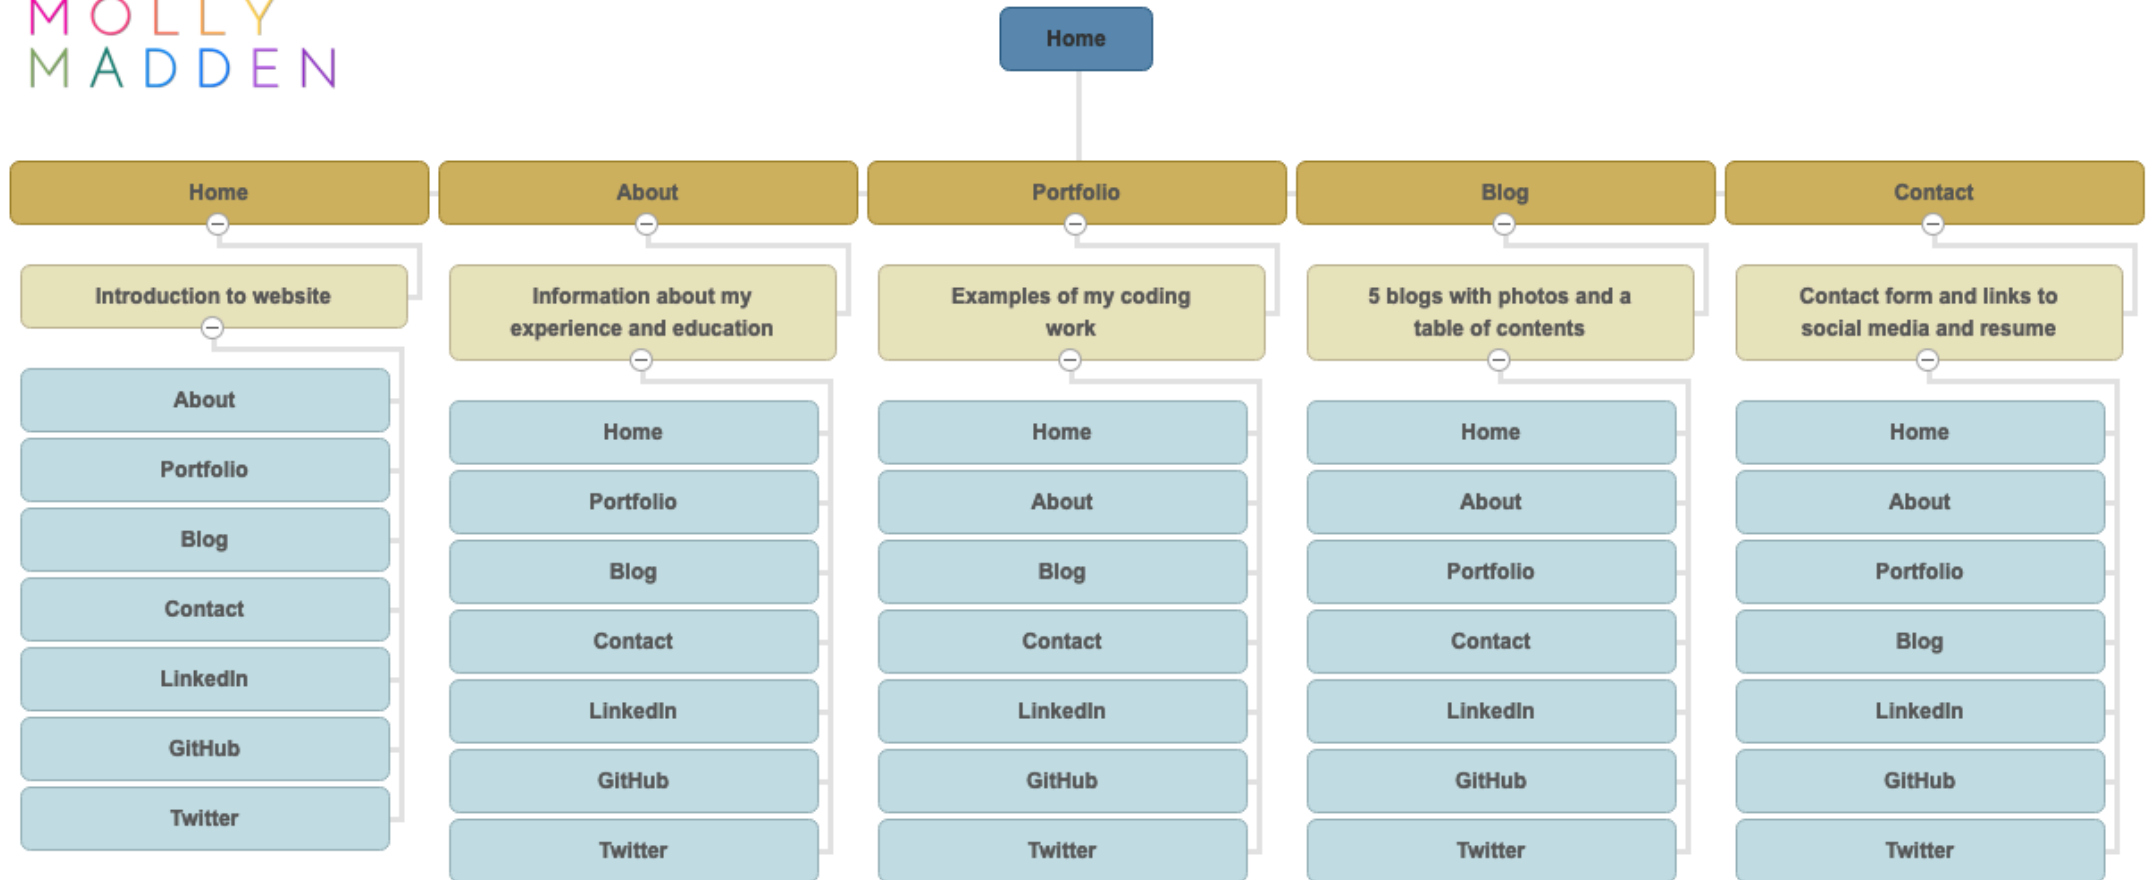 MOLLY
MADDEN
Home
Home
About
Portfolio
Blog
Contact
Introduction to website
About
Portfolio
Blog
Contact
LinkedIn
GitHub
Twitter
Information about my
experience and education
Home
Portfolio
Blog
Contact
LinkedIn
GitHub
Twitter
Examples of my coding
work
Home
About
Blog
Contact
LinkedIn
GitHub
Twitter
5 blogs with photos and a
table of contents
Home
About
Portfolio
Contact
LinkedIn
GitHub
Twitter
Contact form and links to
social media and resume
Home
About
Portfolio
Blog
LinkedIn
GitHub
Twitter